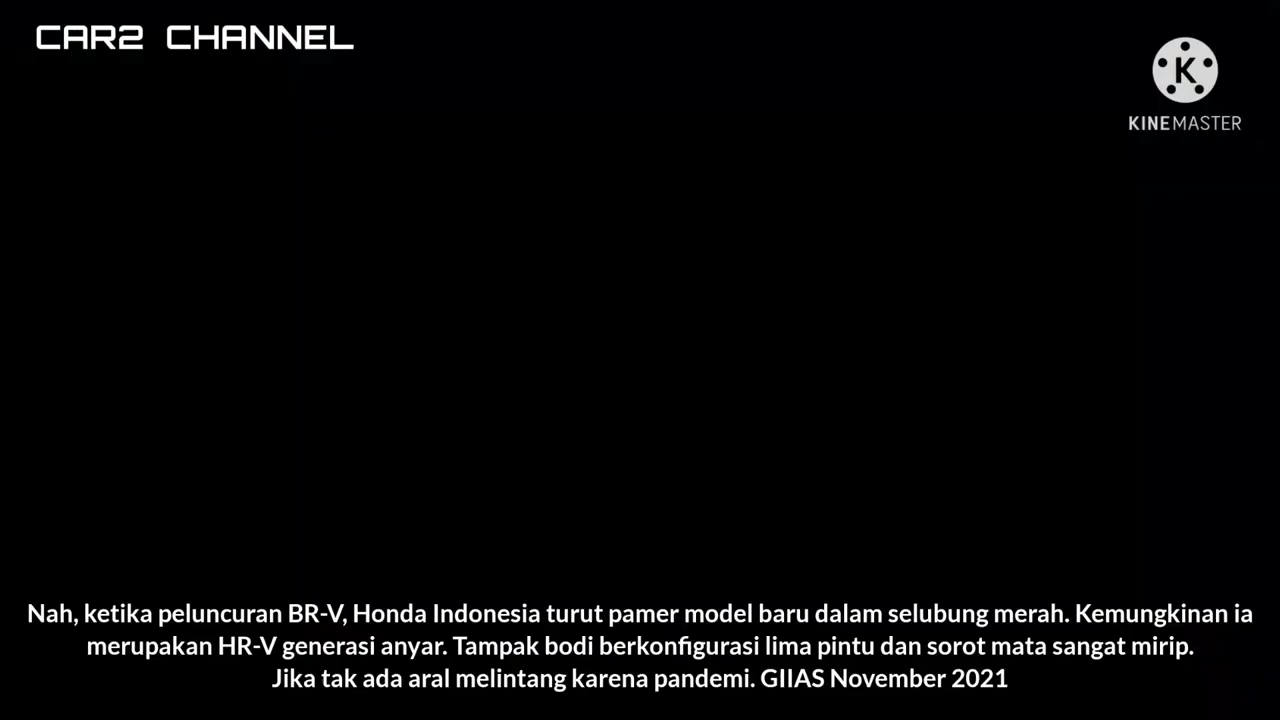 CAR2 CHANNEL
K
KINEMASTER
Nah, ketika peluncuran BR-V, Honda Indonesia turut pamer model baru dalam selubung merah. Kemungkinan ia
merupakan HR-V generasi anyar. Tampak bodi berkonfigurasi lima pintu dan sorot mata sangat mirip.
Jika tak ada aral melintang karena pandemi. GIIAS November 2021